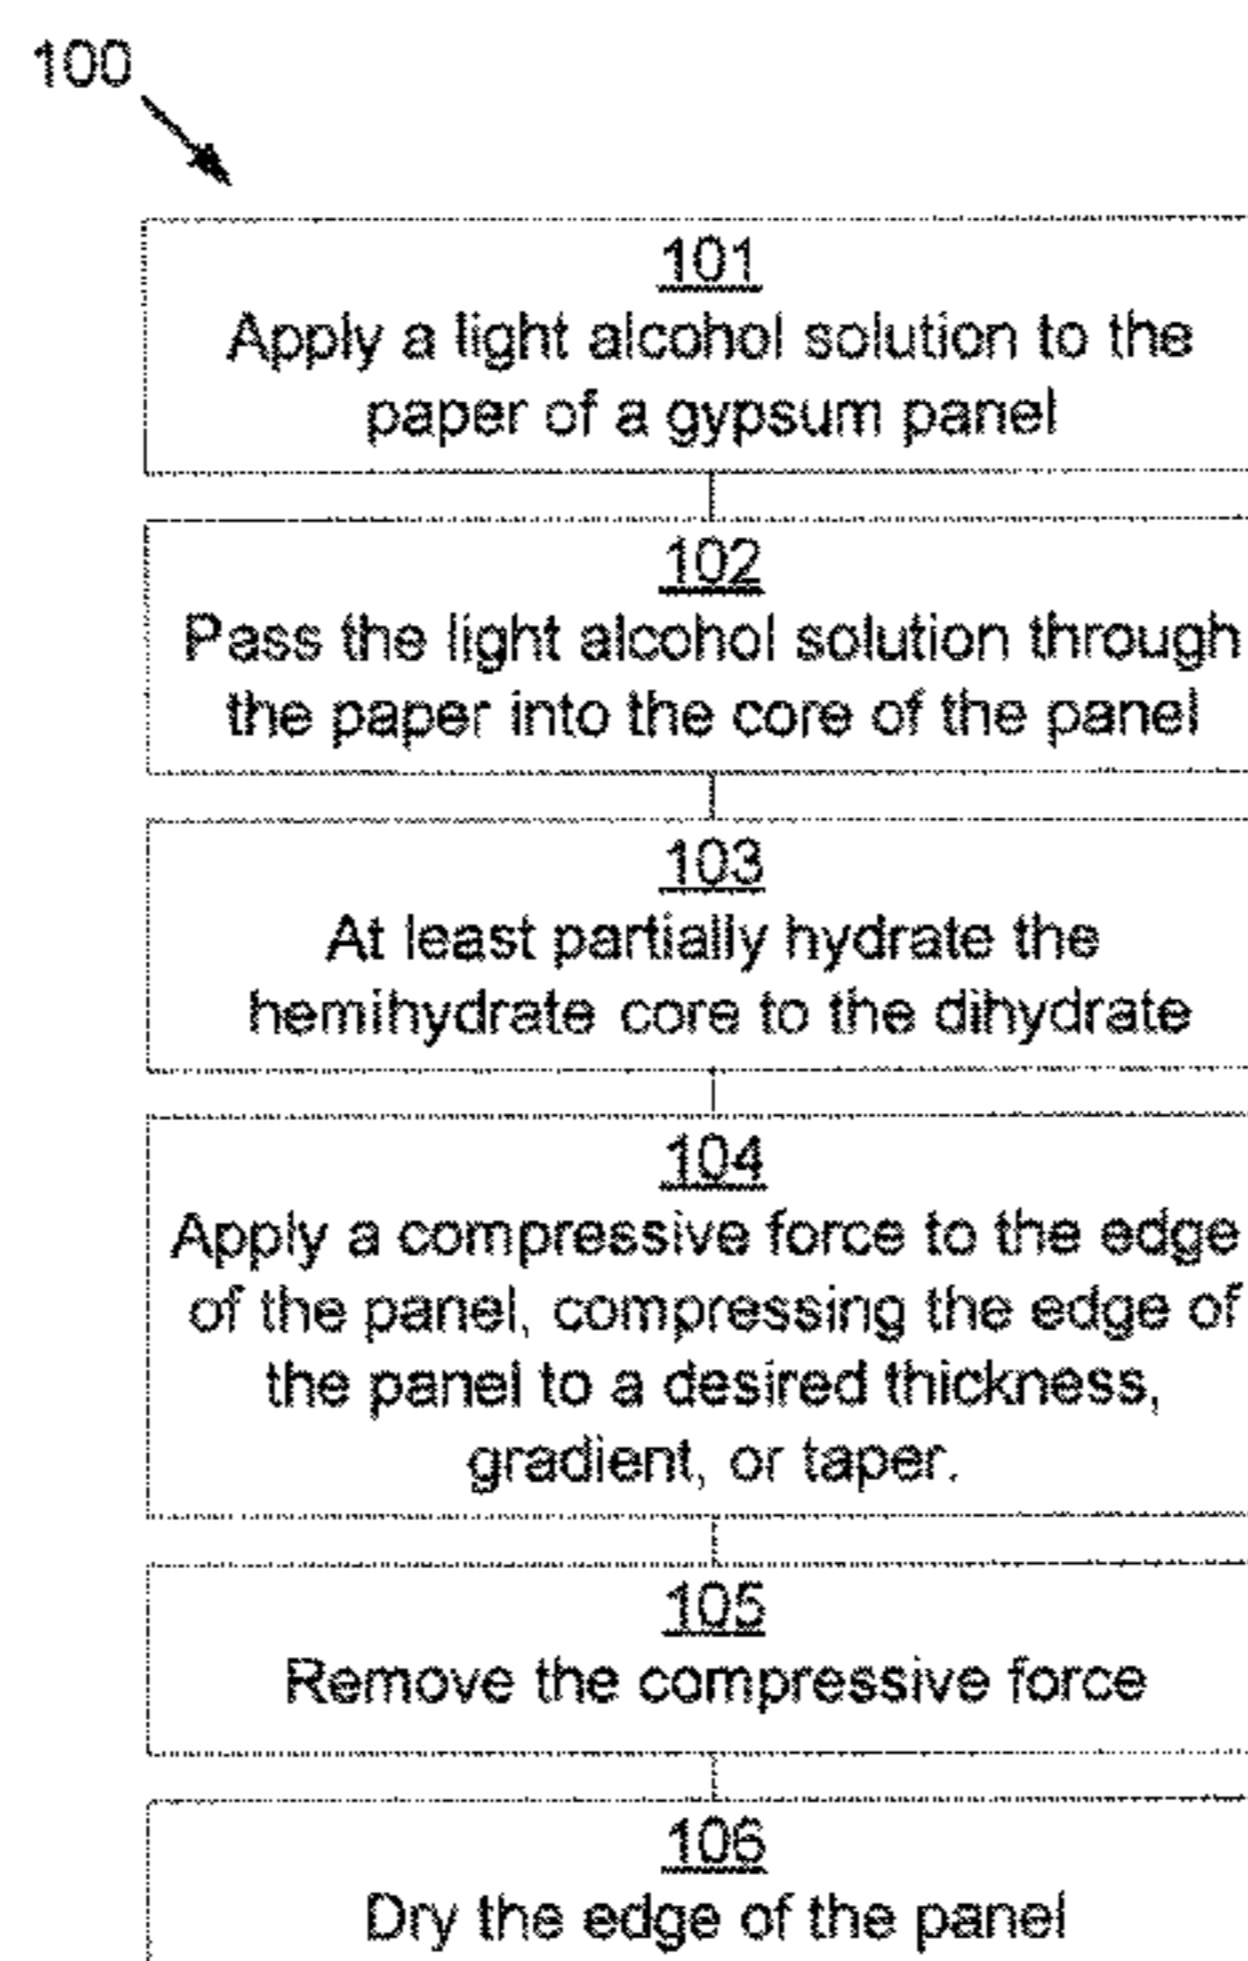 100
101
Apply a light alcohol solution to the
paper of a gypsum panel
102
Pass the light alcohol solution through
the paper into the core of the panel
103
At least partially hydrate the
hemihydrate core to the dihydrate
104
Apply a compressive force to the edge
of the panel, compressing the edge of
the panel to a desired thickness,
gradient, or taper.
105
Remove the compressive force
106
Dry the edge of the panel